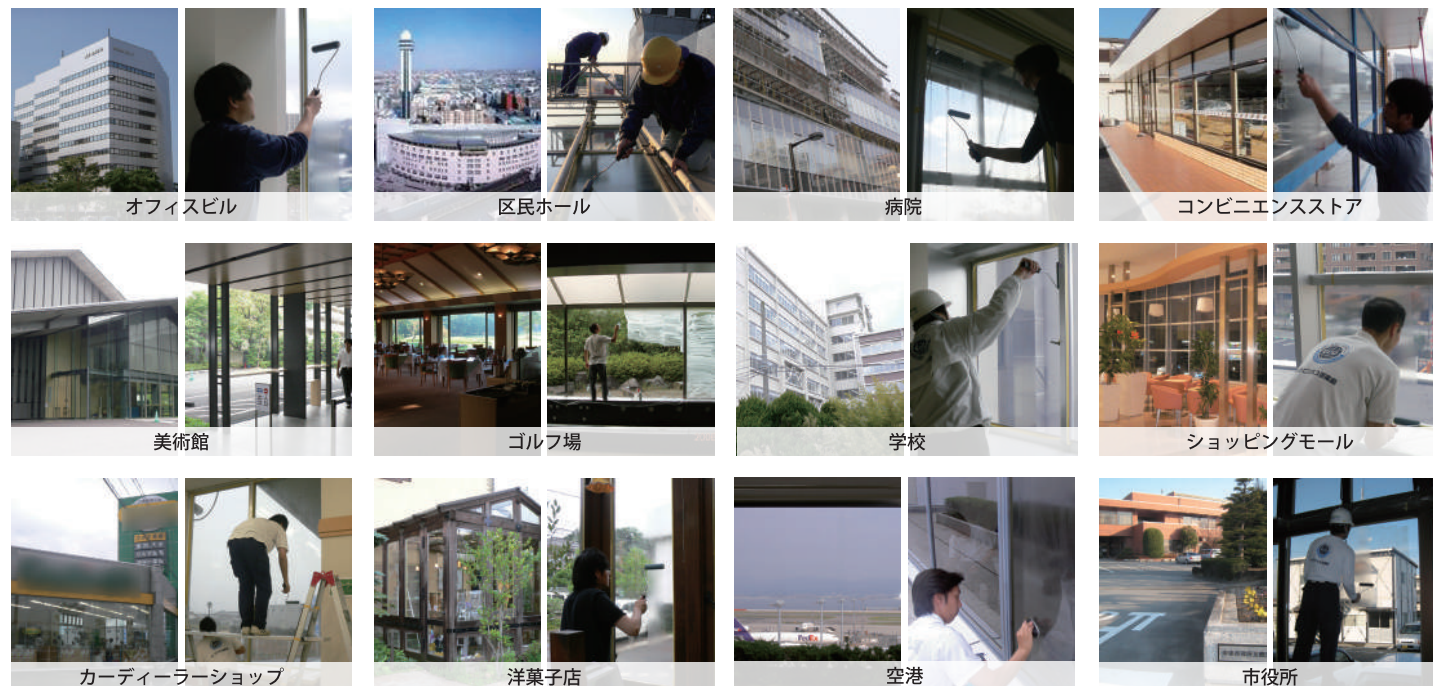 オフィスビル
区民ホール
病院
コンビニエンスストア
美術館
ゴルフ場
学校
ショッピングモール
FedEx
カーディーラーショップ
洋菓子店
空港
市役所